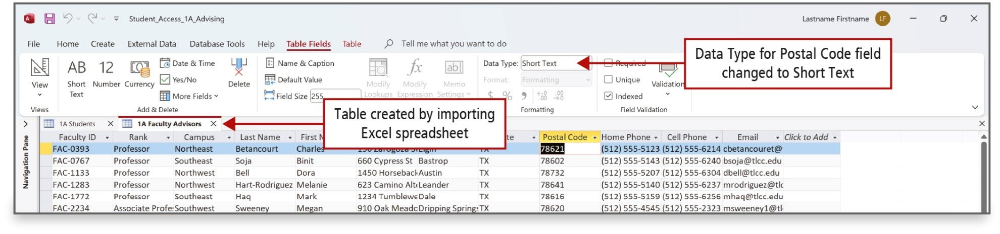 Student_Access_1A_Advising
Lastname Firstname LF
File Home Create External Data Database Tools Help Table Fields Table Tell me what you want to do
Data Type for Postal Code field
changed to Short Text
View
Views
AB
Short
Text
12
Number
Currency
Date & Time
Yes/No
More Fields
Delete
Add & Delete
Name & Caption
Default Value
Field Size 255
Modify
Lookups
fx
Modify
Expression
ab
Memo
Settings
Data Type: Short Text
Format: Formatting
$ % 9 .00 .00
Formatting
Required
Unique
Indexed
Validation
Field Validation
Table created by importing
Excel spreadsheet
1A Students 1A Faculty Advisors
Navigation Pane
Faculty ID Rank Campus Last Name First N te Postal Code Home Phone Cell Phone Email Click to Add
FAC-0393 Professor Northeast Betancourt Charles TX 78621 (512) 555-5123 (512) 555-6214 cbetancouret@
FAC-0767 Professor Southeast Soja Binit 660 Cypress St Bastrop TX 78602 (512) 555-5143 (512) 555-6240 bsoja@tlcc.edu
FAC-1133 Professor Northwest Bell Dora 1450 Horseback Austin TX 78732 (512) 555-5207 (512) 555-6304 dbell@tlcc.edu
FAC-1283 Professor Northwest Hart-Rodriguez Melanie 623 Camino Alt Leander TX 78641 (512) 555-5140 (512) 555-6237 mrodriguez@tlc
FAC-1772 Professor Southeast Haq Mark 1234 Tumblewe Dale TX 78616 (512) 555-5159 (512) 555-6256 mhaq@tlcc.edu
FAC-2234 Associate Profe Southwest Sweeney Megan 910 Oak Meadc Dripping Springs TX 78620 (512) 555-4545 (512) 555-2323 msweeney1@tl